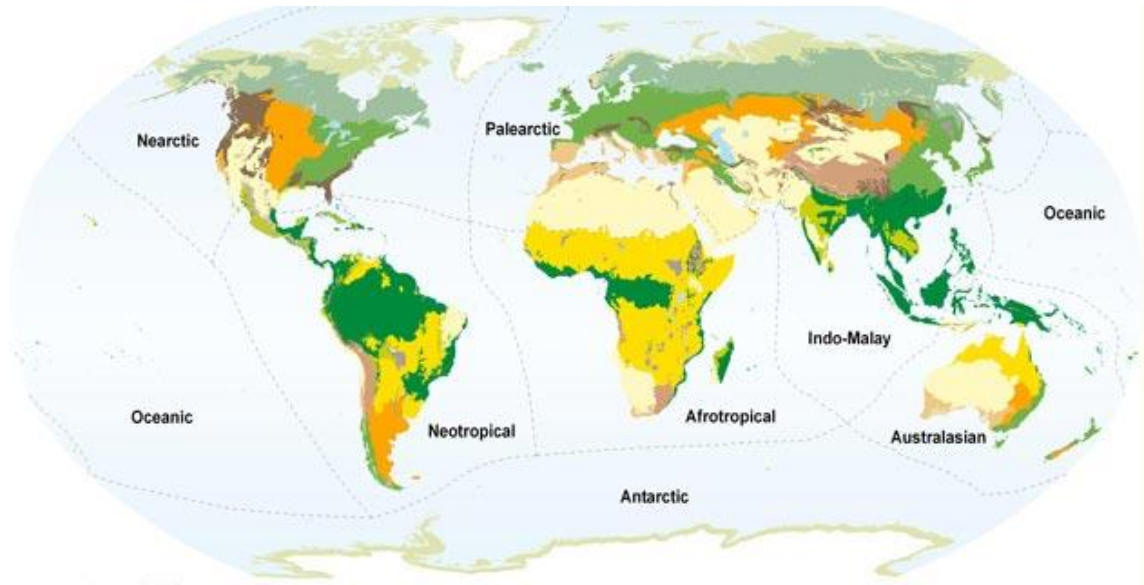 Palearctic
Nearctic
Oceanic
Indo-Malay
Oceanic
Neotropical
Afrotropical
Australasian
Antarctic